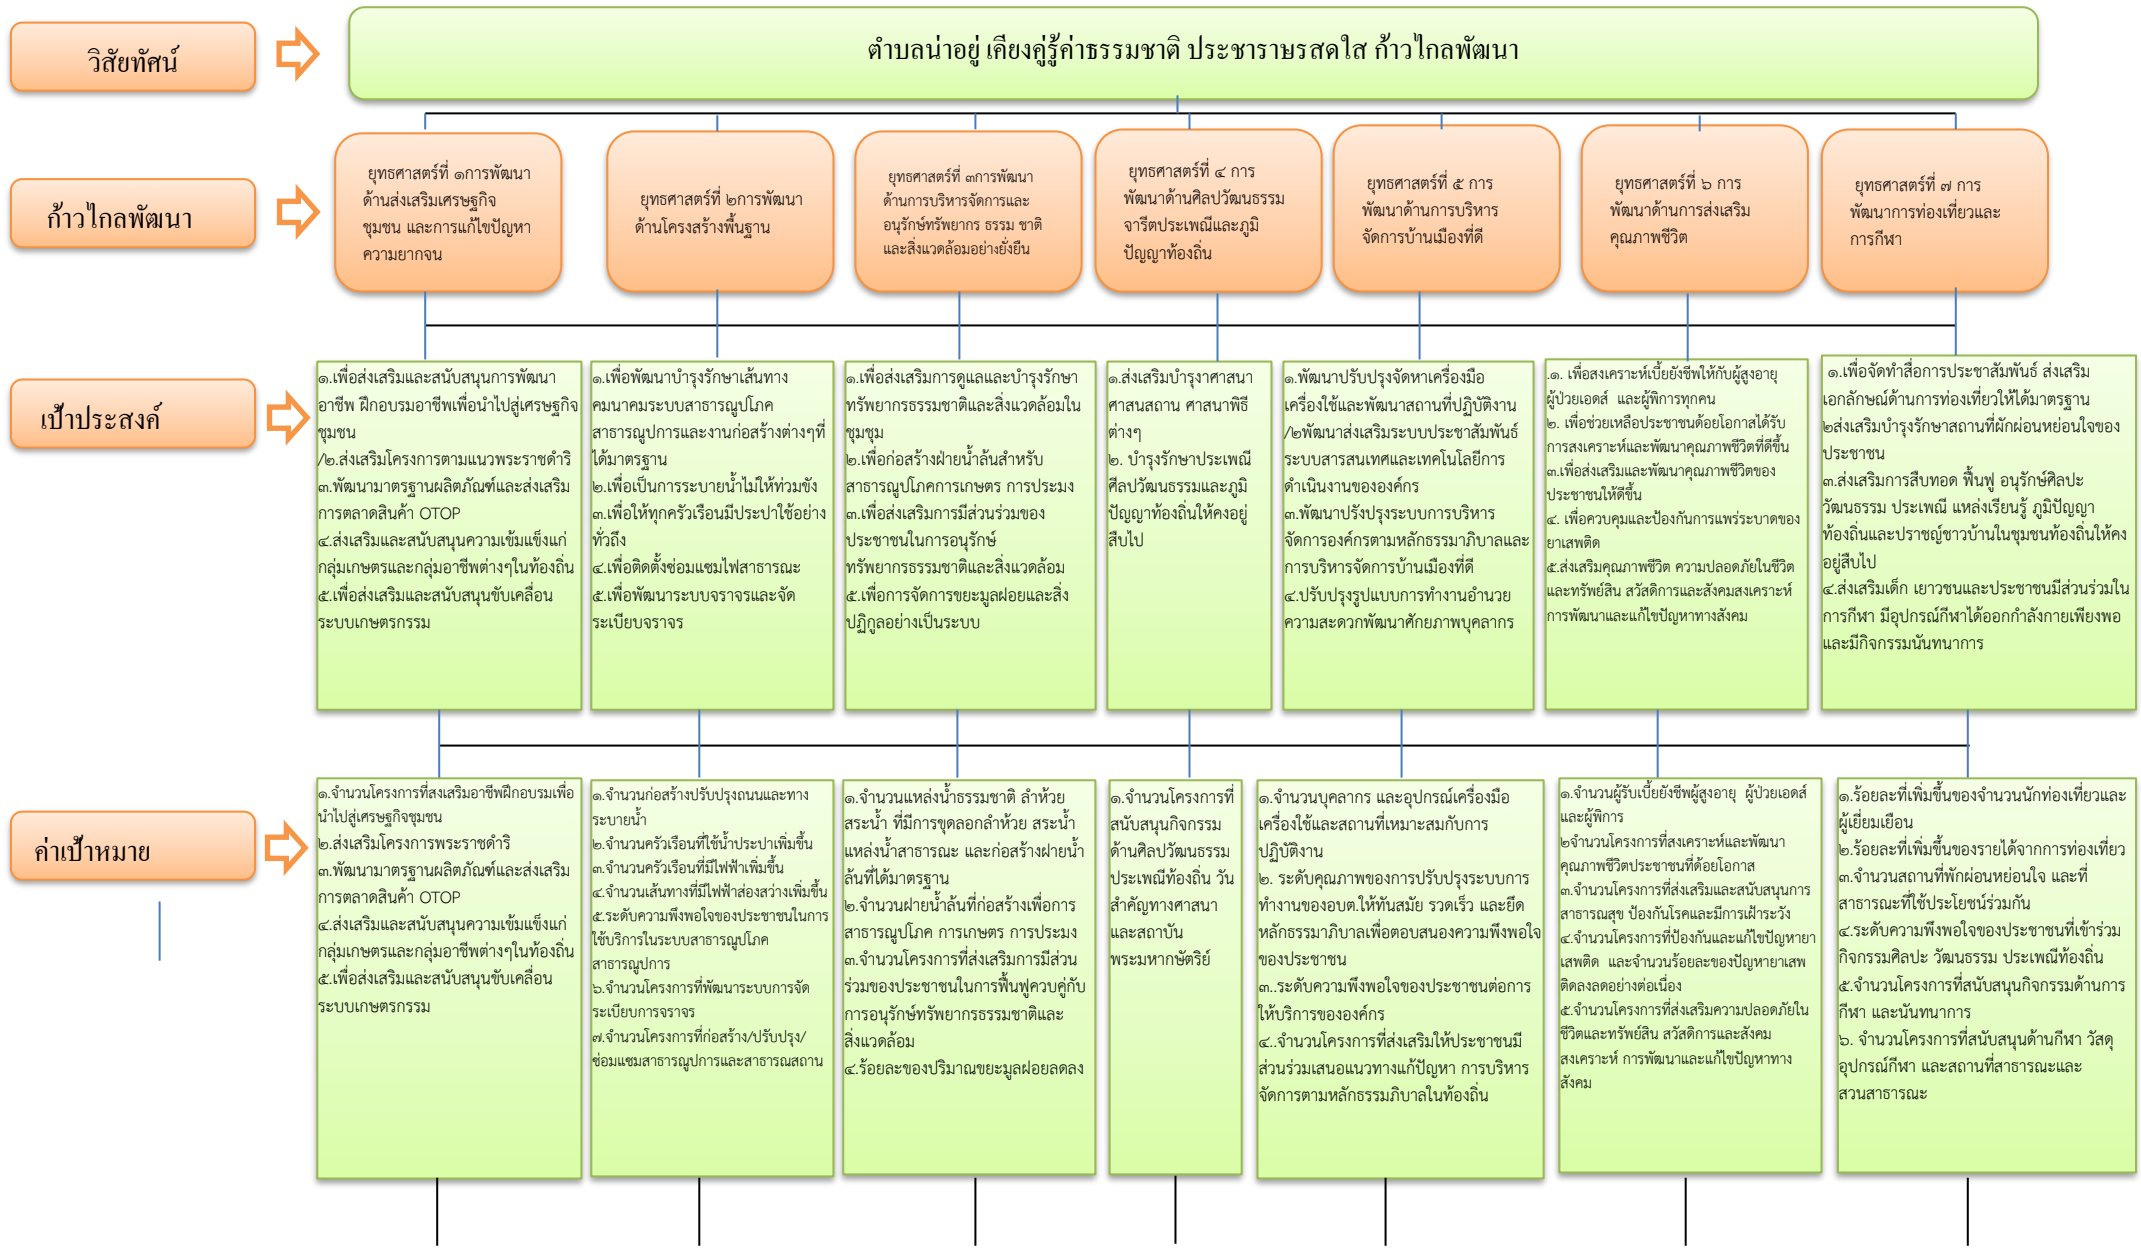 วิสัยทัศน์
ตำบลน่าอยู่ เคียงคู่รู้ค่าธรรมชาติ ประชาราษรสดใส ก้าวไกลพัฒนา
ก้าวไกลพัฒนา
ยุทธศาสตร์ที่ ๑การพัฒนา
ด้านส่งเสริมเศรษฐกิจ
ชุมชน และการแก้ไขปัญหา
ความยากจน
ยุทธศาสตร์ที่ ๒การพัฒนา
ด้านโครงสร้างพื้นฐาน
ยุทธศาสตร์ที่ ๓การพัฒนา
ด้านการบริหารจัดการและ
อนุรักษ์ทรัพยากร ธรรม ชาติ
และสิ่งแวดล้อมอย่างยั่งยืน
ยุทธศาสตร์ที่ ๔ การ
พัฒนาด้านศิลปวัฒนธรรม
จารีตประเพณีและภูมิ
ปัญญาท้องถิ่น
ยุทธศาสตร์ที่ ๕ การ
พัฒนาด้านการบริหาร
จัดการบ้านเมืองที่ดี
ยุทธศาสตร์ที่ ๖ การ
พัฒนาด้านการส่งเสริม
คุณภาพชีวิต
ยุทธศาสตร์ที่ ๗ การ
พัฒนาการท่องเที่ยวและ
การกีฬา
เป้าประสงค์
๑.เพื่อส่งเสริมและสนับสนุนการพัฒนา
อาชีพ ฝึกอบรมอาชีพเพื่อนำไปสู่เศรษฐกิจ
ชุมชน
/๒.ส่งเสริมโครงการตามแนวพระราชดำริ
๓.พัฒนามาตรฐานผลิตภัณฑ์และส่งเสริม
การตลาดสินค้า OTOP
๔.ส่งเสริมและสนับสนุนความเข้มแข็งแก่
กลุ่มเกษตรและกลุ่มอาชีพต่างๆในท้องถิ่น
๕.เพื่อส่งเสริมและสนับสนุนขับเคลื่อน
ระบบเกษตรกรรม
๑.เพื่อพัฒนาบำรุงรักษาเส้นทาง
คมนาคมระบบสาธารณูปโภค
สาธารณูปการและงานก่อสร้างต่างๆที่
ได้มาตรฐาน
๒.เพื่อเป็นการระบายน้ำไม่ให้ท่วมขัง
๓.เพื่อให้ทุกครัวเรือนมีประปาใช้อย่าง
ทั่วถึง
๔.เพื่อติดตั้งซ่อมแซมไฟสาธารณะ
๕.เพื่อพัฒนาระบบจราจรและจัด
ระเบียบจราจร
๑.เพื่อส่งเสริมการดูแลและบำรุงรักษา
ทรัพยากรธรรมชาติและสิ่งแวดล้อมใน
ชุมชุม
๒.เพื่อก่อสร้างฝ่ายน้ำล้นสำหรับ
สาธารณูปโภคการเกษตร การประมง
๓.เพื่อส่งเสริมการมีส่วนร่วมของ
ประชาชนในการอนุรักษ์
ทรัพยากรธรรมชาติและสิ่งแวดล้อม
๕.เพื่อการจัดการขยะมูลฝอยและสิ่ง
ปฏิกูลอย่างเป็นระบบ
๑.ส่งเสริมบำรุงาศาสนา
ศาสนสถาน ศาสนาพิธี
ต่างๆ
๒. บำรุงรักษาประเพณี
ศีลปวัฒนธรรมและภูมิ
ปัญญาท้องถิ่นให้คงอยู่
สืบไป
๑.พัฒนาปรับปรุงจัดหาเครื่องมือ
เครื่องใช้และพัฒนาสถานที่ปฏิบัติงาน
/๒พัฒนาส่งเสริมระบบประชาสัมพันธ์
ระบบสารสนเทศและเทคโนโลยีการ
ดำเนินงานขององค์กร
๓.พัฒนาปรังปรุงระบบการบริหาร
จัดการองค์กรตามหลักธรรมาภิบาลและ
การบริหารจัดการบ้านเมืองที่ดี
๔.ปรับปรุงรูปแบบการทำงานอำนวย
ความสะดวกพัฒนาศักยภาพบุคลากร
.๑. เพื่อสงเคราะห์เบี้ยยังชีพให้กับผู้สูงอายุ
ผู้ป่วยเอดส์ และผู้พิการทุกคน
๒. เพื่อช่วยเหลือประชาชนด้อยโอกาสได้รับ
การสงเคราะห์และพัฒนาคุณภาพชีวิตที่ดีขึ้น
๓.เพื่อส่งเสริมและพัฒนาคุณภาพชีวิตของ
ประชาชนให้ดีขึ้น
๔. เพื่อควบคุมและป้องกันการแพร่ระบาดของ
ยาเสพติด
๕.ส่งเสริมคุณภาพชีวิต ความปลอดภัยในชีวิต
และทรัพย์สิน สวัสดิการและสังคมสงเคราะห์
การพัฒนาและแก้ไขปัญหาทางสังคม
๑.เพื่อจัดทำสื่อการประชาสัมพันธ์ ส่งเสริม
เอกลักษณ์ด้านการท่องเที่ยวให้ได้มาตรฐาน
๒ส่งเสริมบำรุงรักษาสถานที่ผักผ่อนหย่อนใจของ
ประชาชน
๓.ส่งเสริมการสืบทอด ฟื้นฟู อนุรักษ์ศิลปะ
วัฒนธรรม ประเพณี แหล่งเรียนรู้ ภูมิปัญญา
ท้องถิ่นและปราชญ์ชาวบ้านในชุมชนท้องถิ่นให้คง
อยู่สืบไป
๔.ส่งเสริมเด็ก เยาวชนและประชาชนมีส่วนร่วมใน
การกีฬา มีอุปกรณ์กีฬาได้ออกกำลังกายเพียงพอ
และมีกิจกรรมนันทนาการ
ค่าเป้าหมาย
๑.จำนวนโครงการที่สงเสริมอาชีพฝึกอบรมเพื่อ
นำไปสู่เศรษฐกิจชุมชน
๒.ส่งเสริมโครงการพระราชดำริ
๓.พัฒนามาตรฐานผลิตภัณฑ์และส่งเสริม
การตลาดสินค้า OTOP
๔.ส่งเสริมและสนับสนุนความเข้มแข็งแก่
กลุ่มเกษตรและกลุ่มอาชีพต่างๆในท้องถิ่น
๕.เพื่อส่งเสริมและสนับสนุนขับเคลื่อน
ระบบเกษตรกรรม
๑.จำนวนก่อสร้างปรับปรุงถนนและทาง
ระบายน้ำ
๒.จำนวนครัวเรือนที่ใช้น้ำประปาเพิ่มขึ้น
๓.จำนวนครัวเรือนที่มีไฟฟ้าเพิ่มขึ้น
๔.จำนวนเส้นทางที่มีไฟฟ้าส่องสว่างเพิ่มขึ้น
๕.ระดับความพึงพอใจของประชาชนในการ
ใช้บริการในระบบสาธารณูปโภค
สาธารณูปการ
๖.จำนวนโครงการที่พัฒนาระบบการจัด
ระเบียบการจราจร
๗.จำนวนโครงการที่ก่อสร้าง/ปรับปรุง/
ซ่อมแซมสาธารณูปการและสาธารณสถาน
๑.จำนวนแหล่งน้ำธรรมชาติ ลำห้วย
สระน้ำ ที่มีการขุดลอกลำห้วย สระน้ำ
แหล่งน้ำสาธารณะ และก่อสร้างฝายน้ำ
ล้นที่ได้มาตรฐาน
๒.จำนวนฝายน้ำล้นที่ก่อสร้างเพื่อการ
สาธารณูปโภค การเกษตร การประมง
๓.จำนวนโครงการที่ส่งเสริมการมีส่วน
ร่วมของประชาชนในการฟื้นฟูควบคู่กับ
การอนุรักษ์ทรัพยากรธรรมชาติและ
สิ่งแวดล้อม
๔.ร้อยละของปริมาณขยะมูลฝอยลดลง
๑.จำนวนโครงการที่
สนับสนุนกิจกรรม
ด้านศิลปวัฒนธรรม
ประเพณีท้องถิ่น วัน
สำคัญทางศาสนา
และสถาบัน
พระมหากษัตริย์
๑.จำนวนบุคลากร และอุปกรณ์เครื่องมือ
เครื่องใช้และสถานที่เหมาะสมกับการ
ปฏิบัติงาน
๒. ระดับคุณภาพของการปรับปรุงระบบการ
ทำงานของอบต.ให้ทันสมัย รวดเร็ว และยึด
หลักธรรมาภิบาลเพื่อตอบสนองความพึงพอใจ
ของประชาชน
๓..ระดับความพึงพอใจของประชาชนต่อการ
ให้บริการขององค์กร
๔..จำนวนโครงการที่ส่งเสริมให้ประชาชนมี
ส่วนร่วมเสนอแนวทางแก้ปัญหา การบริหาร
จัดการตามหลักธรรมภิบาลในท้องถิ่น
๑.จำนวนผู้รับเบี้ยยังชีพผู้สูงอายุ ผู้ป่วยเอดส์
และผู้พิการ
๒จำนวนโครงการที่สงเคราะห์และพัฒนา
คุณภาพชีวิตประชาชนที่ด้อยโอกาส
๓.จำนวนโครงการที่ส่งเสริมและสนับสนุนการ
สาธารณสุข ป้องกันโรคและมีการเฝ้าระวัง
๔.จำนวนโครงการที่ป้องกันและแก้ไขปัญหายา
เสพติด และจำนวนร้อยละของปัญหายาเสพ
ติดลงลดอย่างต่อเนื่อง
๕.จำนวนโครงการที่ส่งเสริมความปลอดภัยใน
ชีวิตและทรัพย์สิน สวัสดิการและสังคม
สงเคราะห์ การพัฒนาและแก้ไขปัญหาทาง
สังคม
๑.ร้อยละที่เพิ่มขึ้นของจำนวนนักท่องเที่ยวและ
ผู้เยี่ยมเยือน
๒.ร้อยละที่เพิ่มขึ้นของรายได้จากการท่องเที่ยว
๓.จำนวนสถานที่พักผ่อนหย่อนใจ และที่
สาธารณะที่ใช้ประโยชน์ร่วมกัน
๔.ระดับความพึงพอใจของประชาชนที่เข้าร่วม
กิจกรรมศิลปะ วัฒนธรรม ประเพณีท้องถิ่น
๕.จำนวนโครงการที่สนับสนุนกิจกรรมด้านการ
กีฬา และนันทนาการ
๖. จำนวนโครงการที่สนับสนุนด้านกีฬา วัสดุ
อุปกรณ์กีฬา และสถานที่สาธารณะและ
สวนสาธารณะ